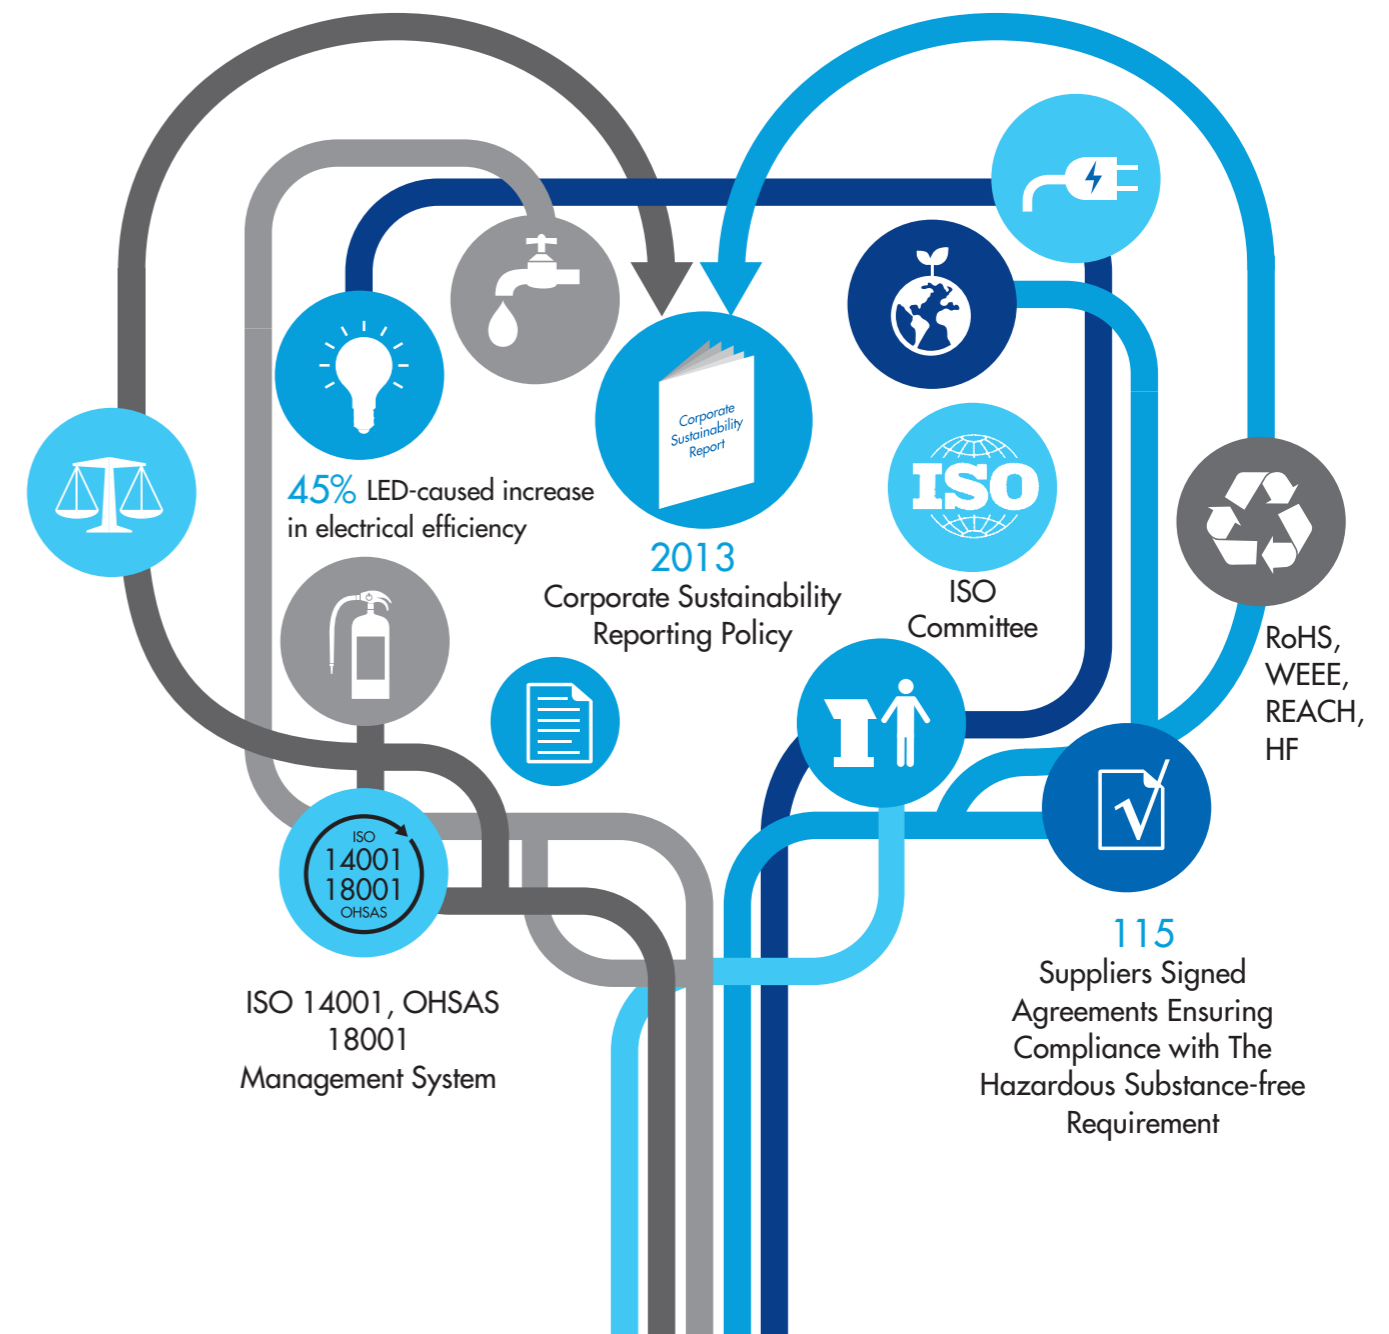 Corporate
Sustainability
Report
ISO
45% LED-caused increase
in electrical efficiency
2013
Corporate Sustainability
Reporting Policy
ISO
Committee
RoHS,
WEEE,
REACH,
HF
ISO
14001
18001
OHSAS
ISO 14001, OHSAS
18001
Management System
115
Suppliers Signed
Agreements Ensuring
Compliance with The
Hazardous Substance-free
Requirement